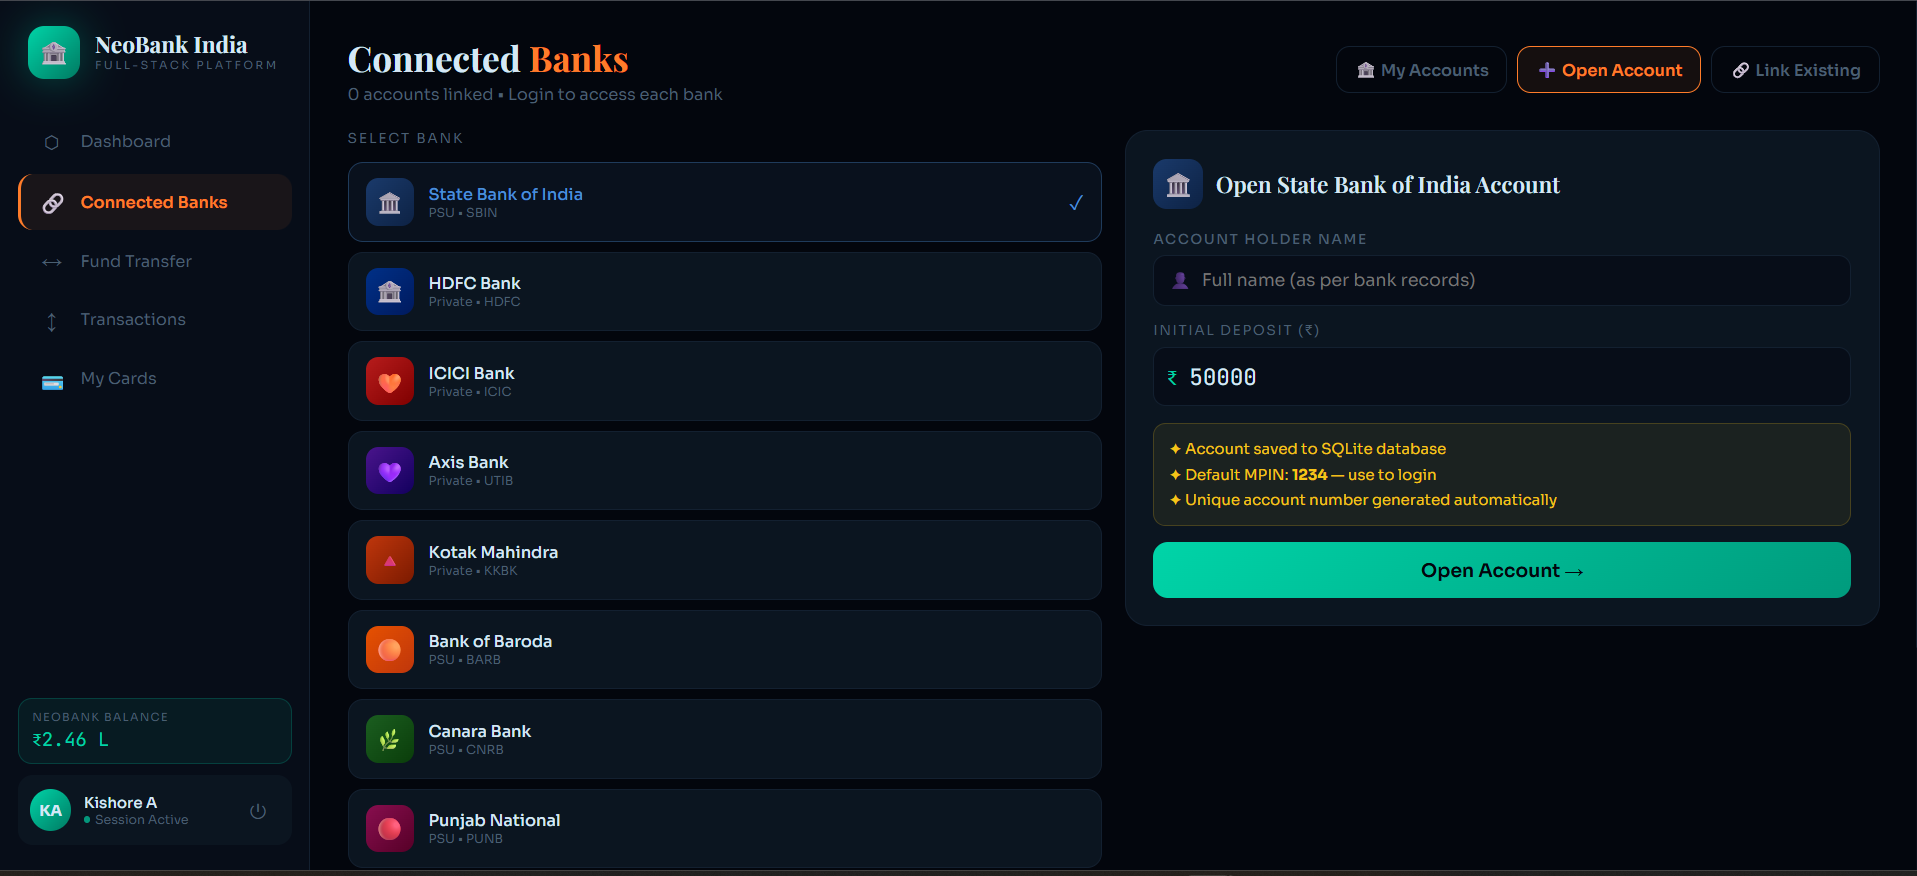 NeoBank India
FULL-STACK PLATFORM
Dashboard
Connected Banks
Fund Transfer
Transactions
My Cards
NEOBANK BALANCE
₹2.46 L
KA
Kishore A
Session Active
Connected Banks
0 accounts linked • Login to access each bank
My Accounts
Open Account
Link Existing
SELECT BANK
State Bank of India
PSU • SBIN
✓
HDFC Bank
Private • HDFC
ICICI Bank
Private • ICIC
Axis Bank
Private • UTIB
Kotak Mahindra
Private • KKBK
Bank of Baroda
PSU • BARB
Canara Bank
PSU • CNRB
Punjab National
PSU • PUNB
Open State Bank of India Account
ACCOUNT HOLDER NAME
Full name (as per bank records)
INITIAL DEPOSIT (₹)
₹ 50000
✦ Account saved to SQLite database
✦ Default MPIN: 1234 — use to login
✦ Unique account number generated automatically
Open Account →